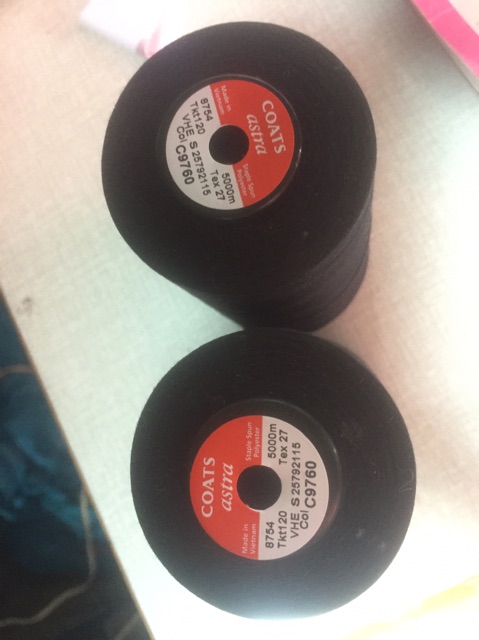 COATS
astra
Made in
Vietnam
Staple Spun
Polyester
8754 5000m
Tkt120 Tex 27
VHE S 25792115
Col C9760
COATS
astra
Made in
Vietnam
Staple Spun
Polyester
8754 5000m
Tkt120 Tex 27
VHE S 25792115
Col C9760